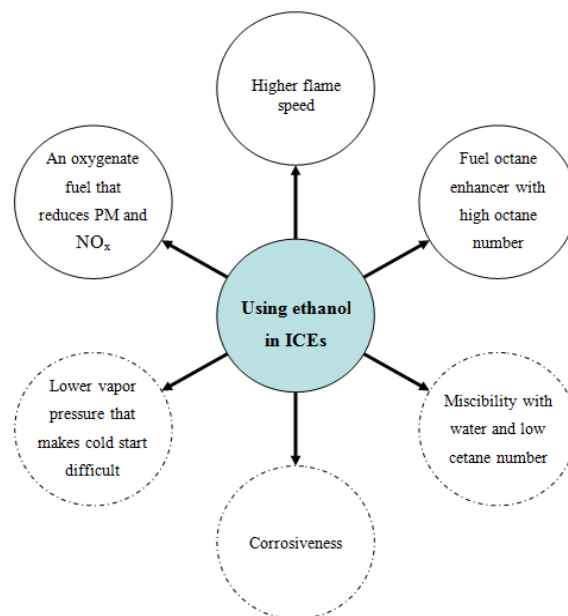 Higher flame
speed
An oxygenate
fuel that
reduces PM and
NOₓ
Fuel octane
enhancer with
high octane
number
Using ethanol
in ICEs
Lower vapor
pressure that
makes cold start
difficult
Miscibility with
water and low
cetane number
Corrosiveness